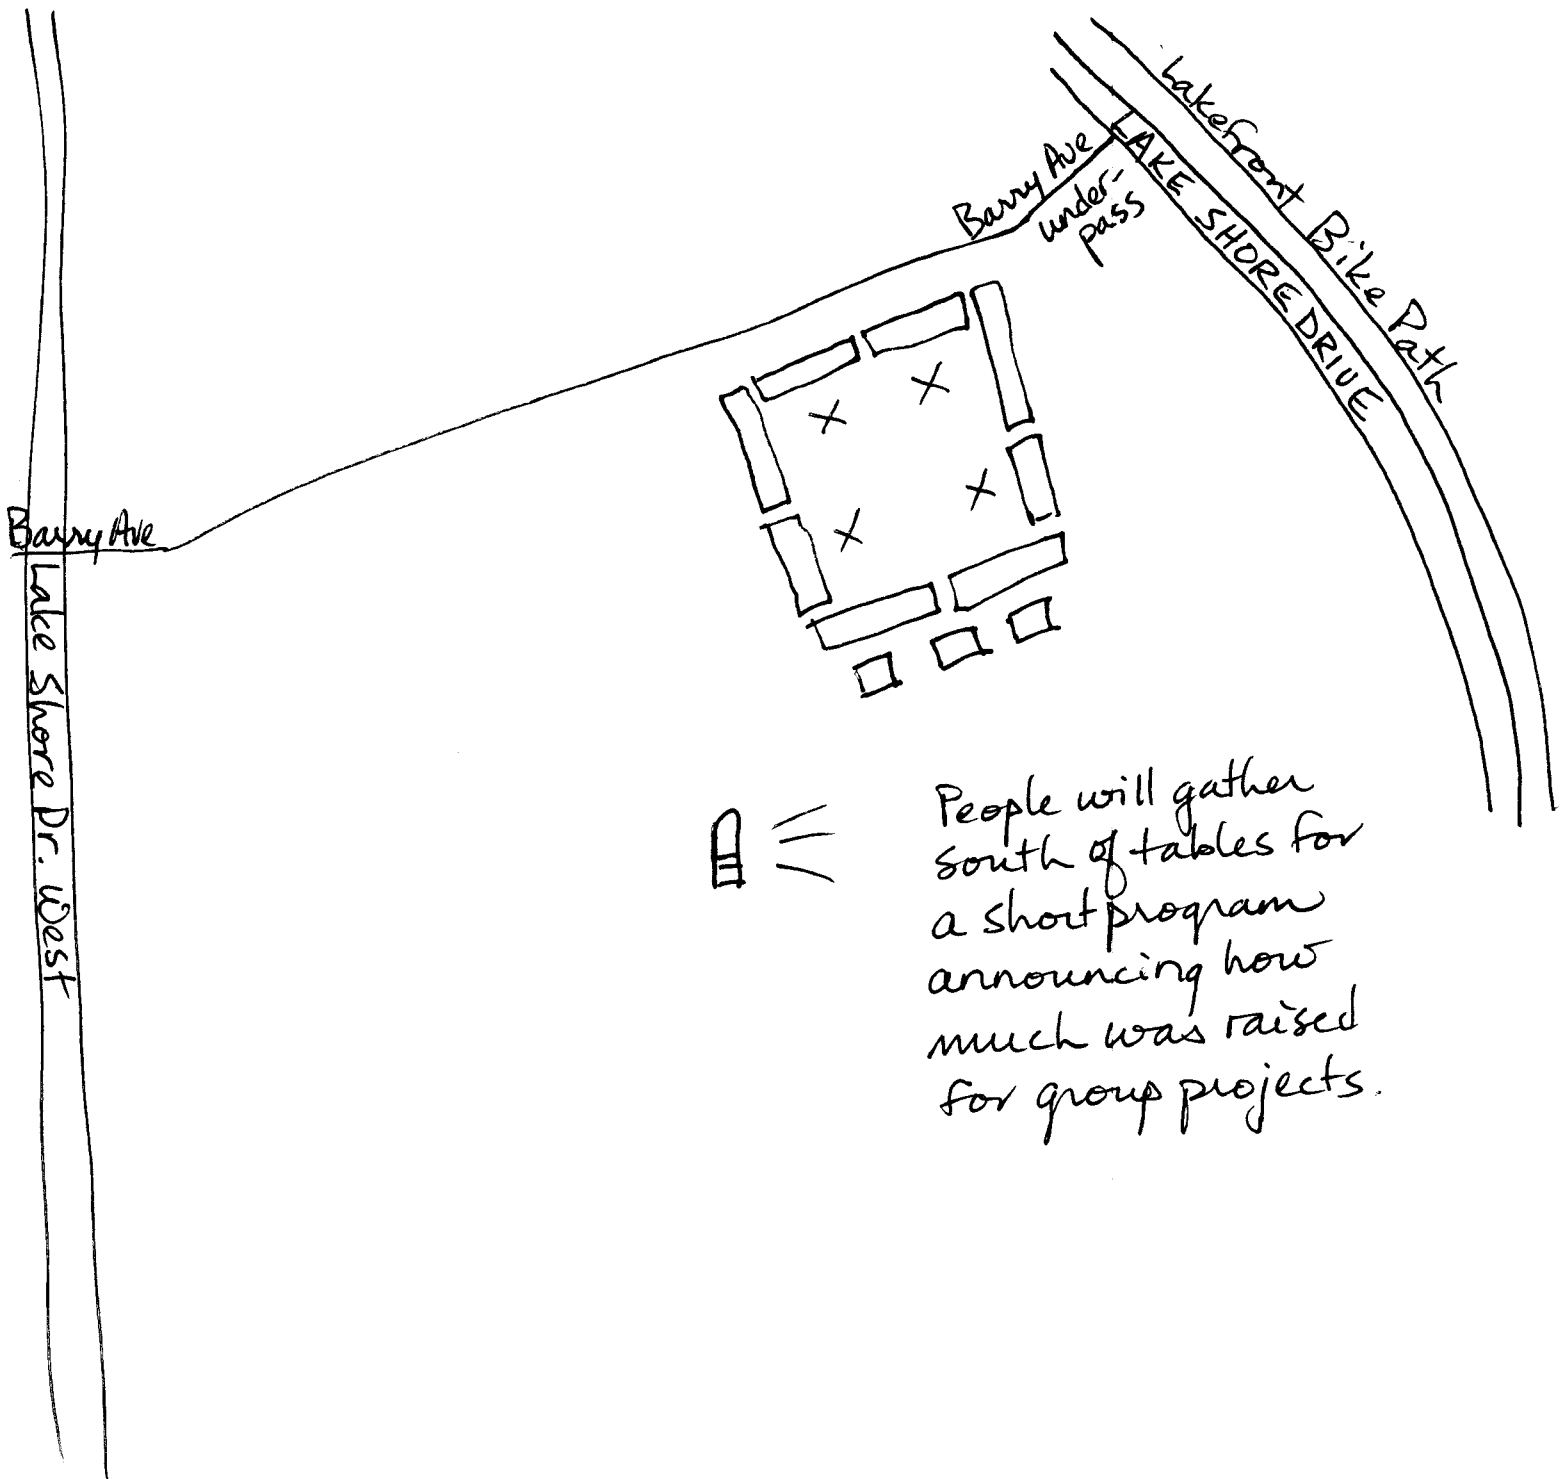 Lakefront Bike Path
LAKE SHORE DRIVE
Barry Ave
under-
pass
Barry Ave
Lake Shore Dr. West
People will gather
south of tables for
a short program
announcing how
much was raised
for group projects.